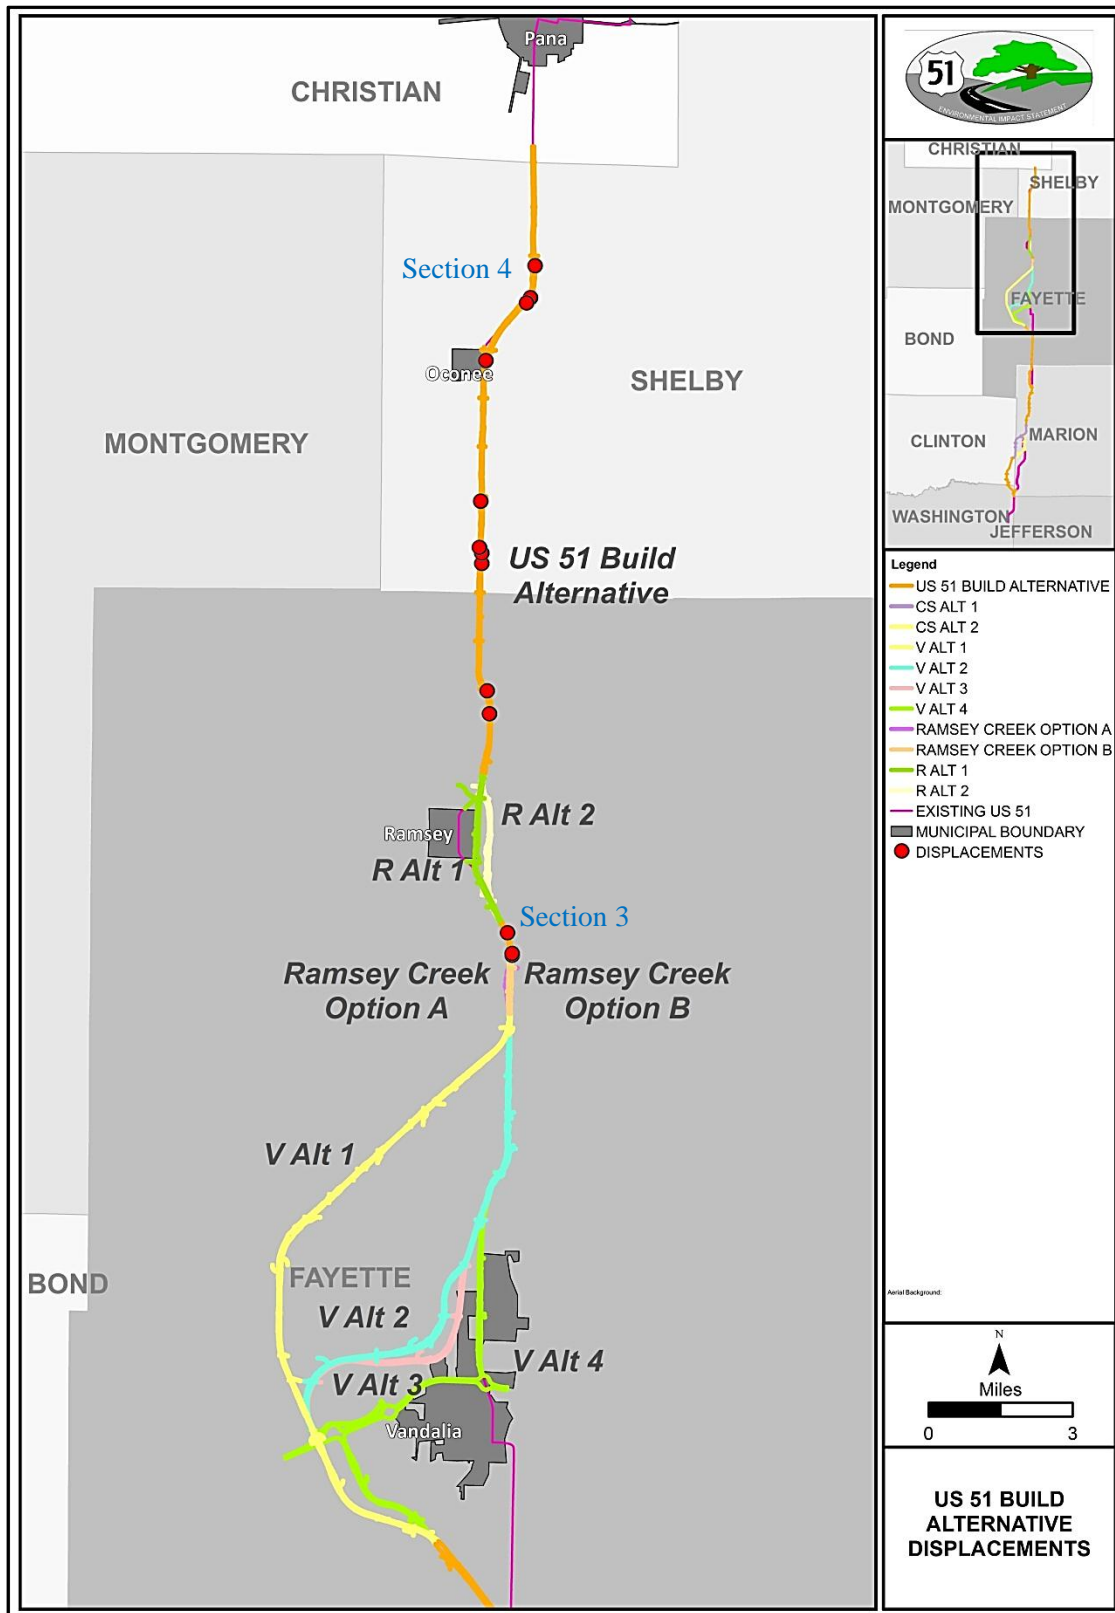 Pana
CHRISTIAN
Section 4
Oconee
SHELBY
MONTGOMERY
US 51 Build
Alternative
R Alt 2
Ramsey
R Alt 1
Section 3
Ramsey Creek
Option A
Ramsey Creek
Option B
V Alt 1
BOND
FAYETTE
V Alt 2
V Alt 4
V Alt 3
Vandalia
51
ENVIRONMENTAL IMPACT STATEMENT
CHRISTIAN
SHELBY
MONTGOMERY
FAYETTE
BOND
CLINTON
MARION
WASHINGTON
JEFFERSON
Legend
US 51 BUILD ALTERNATIVE
CS ALT 1
CS ALT 2
V ALT 1
V ALT 2
V ALT 3
V ALT 4
RAMSEY CREEK OPTION A
RAMSEY CREEK OPTION B
R ALT 1
R ALT 2
EXISTING US 51
MUNICIPAL BOUNDARY
DISPLACEMENTS
Aerial Background:
N
Miles
0 3
US 51 BUILD
ALTERNATIVE
DISPLACEMENTS